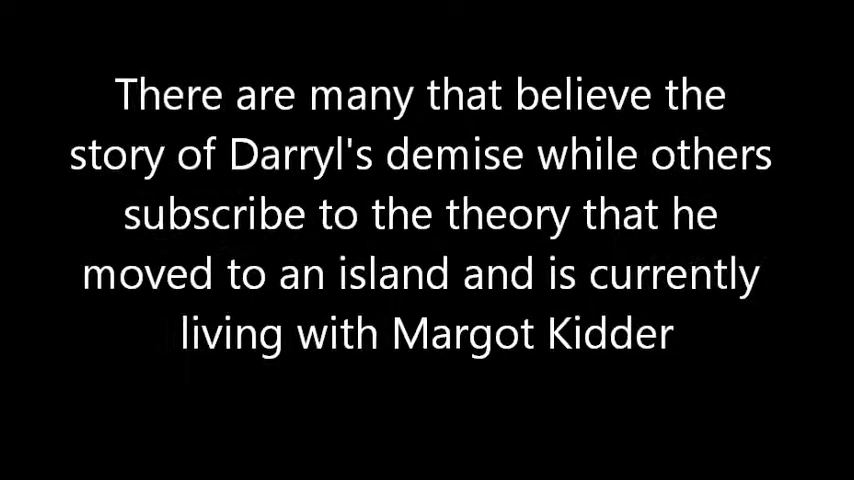 There are many that believe the
story of Darryl's demise while others
subscribe to the theory that he
moved to an island and is currently
living with Margot Kidder